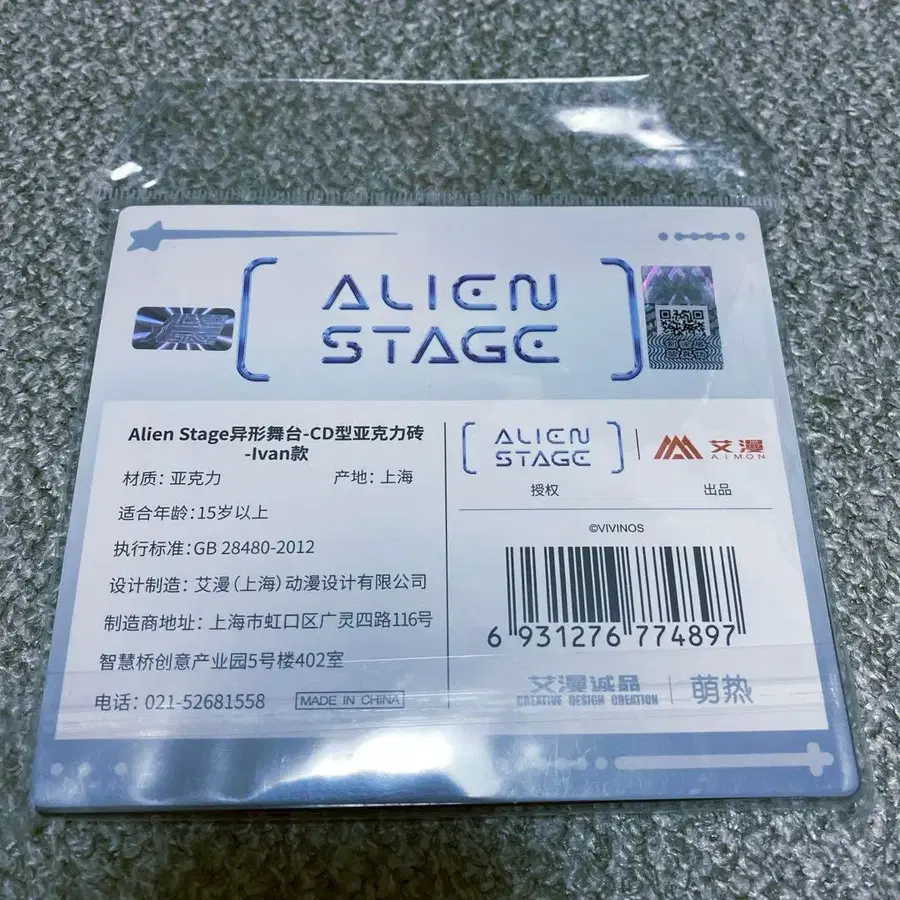 ALIEN
STAGE
Alien Stage异形舞台-CD型亚克力砖
-Ivan款
材质：亚克力 产地：上海
适合年龄：15岁以上
执行标准：GB 28480-2012
设计制造：艾漫（上海）动漫设计有限公司
制造商地址：上海市虹口区广灵四路116号
智慧桥创意产业园5号楼402室
电话：021-52681558 MADE IN CHINA
ALIEN
STAGE
艾漫
AIMON
授权 出品
©VIVINOS
6 931276 774897
艾漫诚品
CREATIVE DESIGN CREATION
萌热